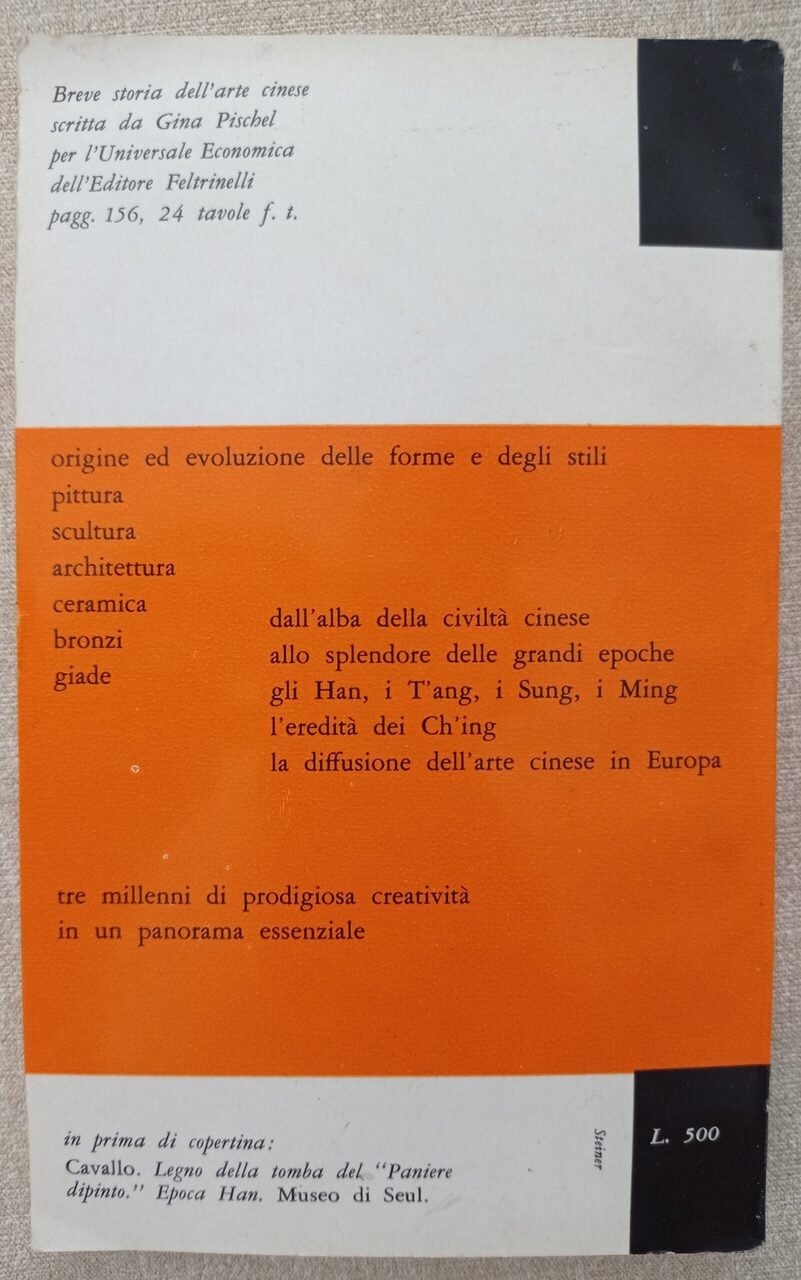 Breve storia dell'arte cinese
scritta da Gina Pischel
per l'Universale Economica
dell'Editore Feltrinelli
pagg. 156, 24 tavole f. t.
origine ed evoluzione delle forme e degli stili
pittura
scultura
architettura
ceramica
bronzi
giade
dall'alba della civiltà cinese
allo splendore delle grandi epoche
gli Han, i T'ang, i Sung, i Ming
l'eredità dei Ch'ing
la diffusione dell'arte cinese in Europa
tre millenni di prodigiosa creatività
in un panorama essenziale
in prima di copertina:
Cavallo. Legno della tomba del "Paniere
dipinto." Epoca Han. Museo di Seul.
Steiner
L. 500